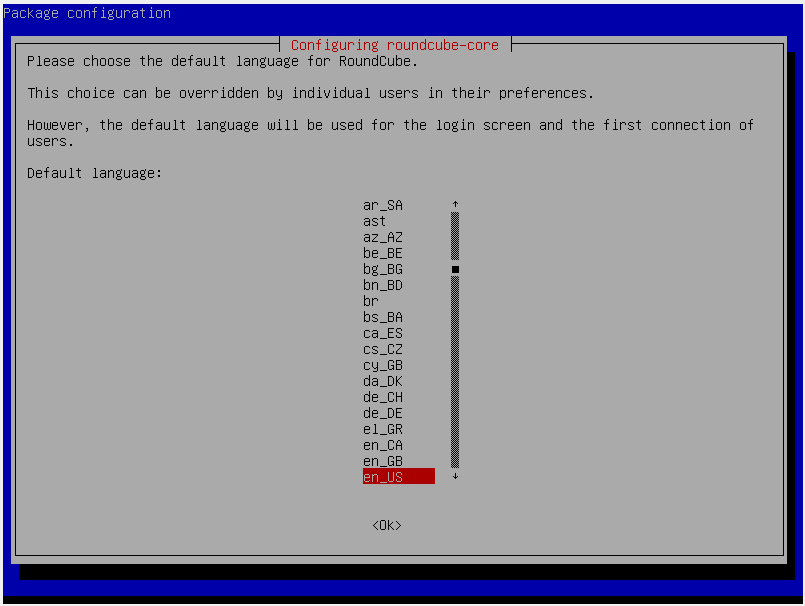 Package configuration
Configuring roundcube-core
Please choose the default language for RoundCube.
This choice can be overridden by individual users in their preferences.
However, the default language will be used for the login screen and the first connection of
users.
Default language:
ar_SA
ast
az_AZ
be_BE
bg_BG
bn_BD
br
bs_BA
ca_ES
cs_CZ
cy_GB
da_DK
de_CH
de_DE
el_GR
en_CA
en_GB
en_US
<Ok>